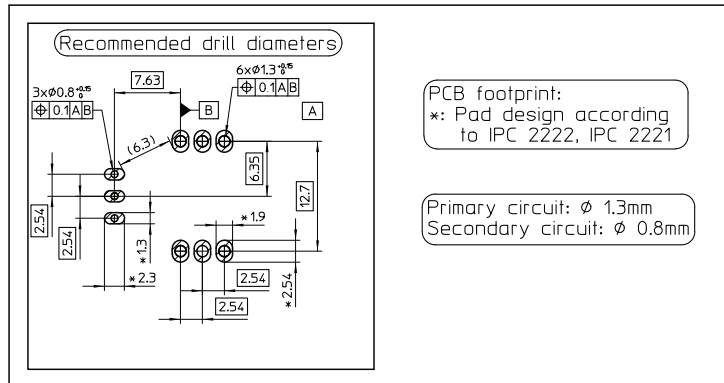 Recommended drill diameters
3xø0.8 +0.15 0
⌖ 0.1 A B
7.63
6xø1.3 +0.15 0
⌖ 0.1 A B
B
A
(6.3)
6.35
12.7
2.54
2.54
*1.3
*2.3
*1.9
2.54
2.54
*2.54
PCB footprint:
*: Pad design according
to IPC 2222, IPC 2221
Primary circuit: ø 1.3mm
Secondary circuit: ø 0.8mm